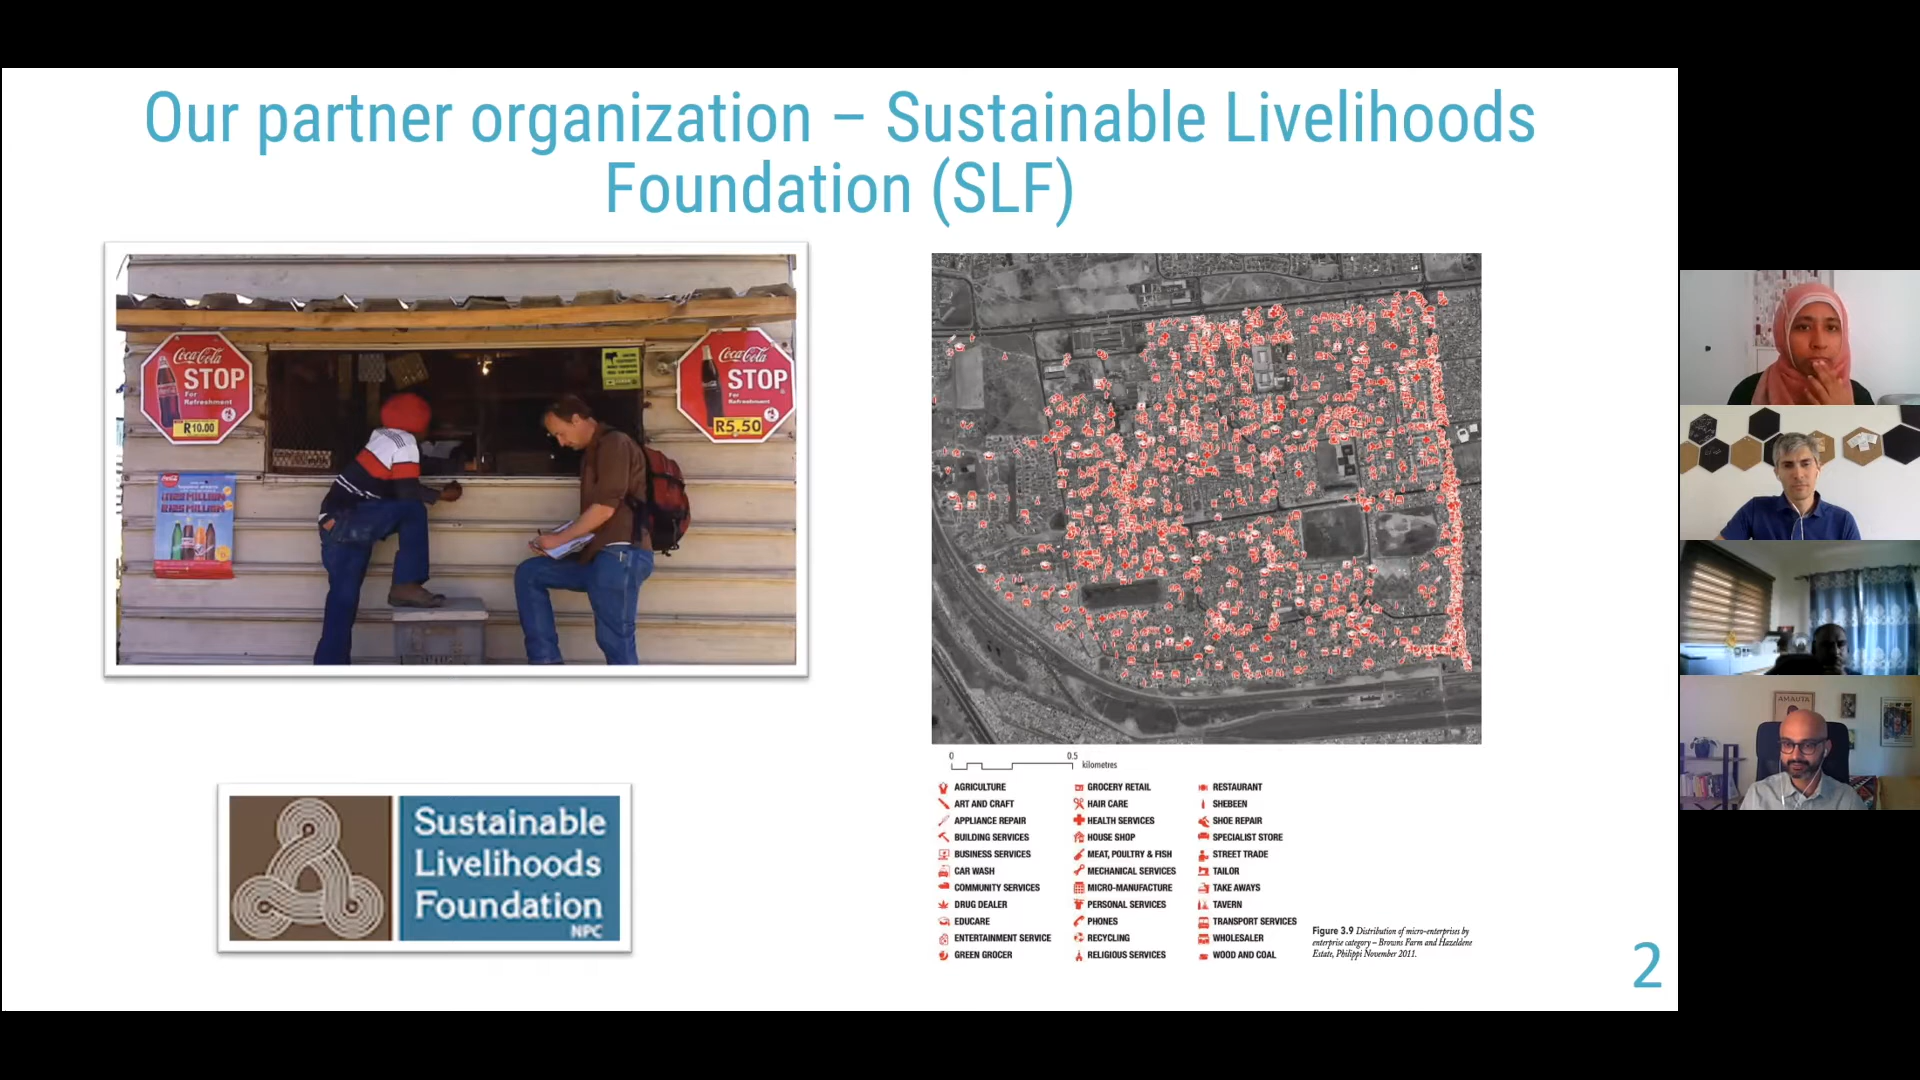 Our partner organization – Sustainable Livelihoods
Foundation (SLF)
Coca-Cola
STOP
For
Refreshment
R10.00
Coca-Cola
STOP
For
Refreshment
R5.50
Sustainable
Livelihoods
Foundation
NPC
0
0.5
kilometres
AGRICULTURE
ART AND CRAFT
APPLIANCE REPAIR
BUILDING SERVICES
BUSINESS SERVICES
CAR WASH
COMMUNITY SERVICES
DRUG DEALER
EDUCARE
ENTERTAINMENT SERVICE
GREEN GROCER
GROCERY RETAIL
HAIR CARE
HEALTH SERVICES
HOUSE SHOP
MEAT, POULTRY & FISH
MECHANICAL SERVICES
MICRO-MANUFACTURE
PERSONAL SERVICES
PHONES
RECYCLING
RELIGIOUS SERVICES
RESTAURANT
SHEBEEN
SHOE REPAIR
SPECIALIST STORE
STREET TRADE
TAILOR
TAKE AWAYS
TAVERN
TRANSPORT SERVICES
WHOLESALER
WOOD AND COAL
Figure 3.9 Distribution of micro-enterprises by
enterprise category – Browns Farm and Hazeldene
Estate, Philippi November 2011.
2
AMAUTA